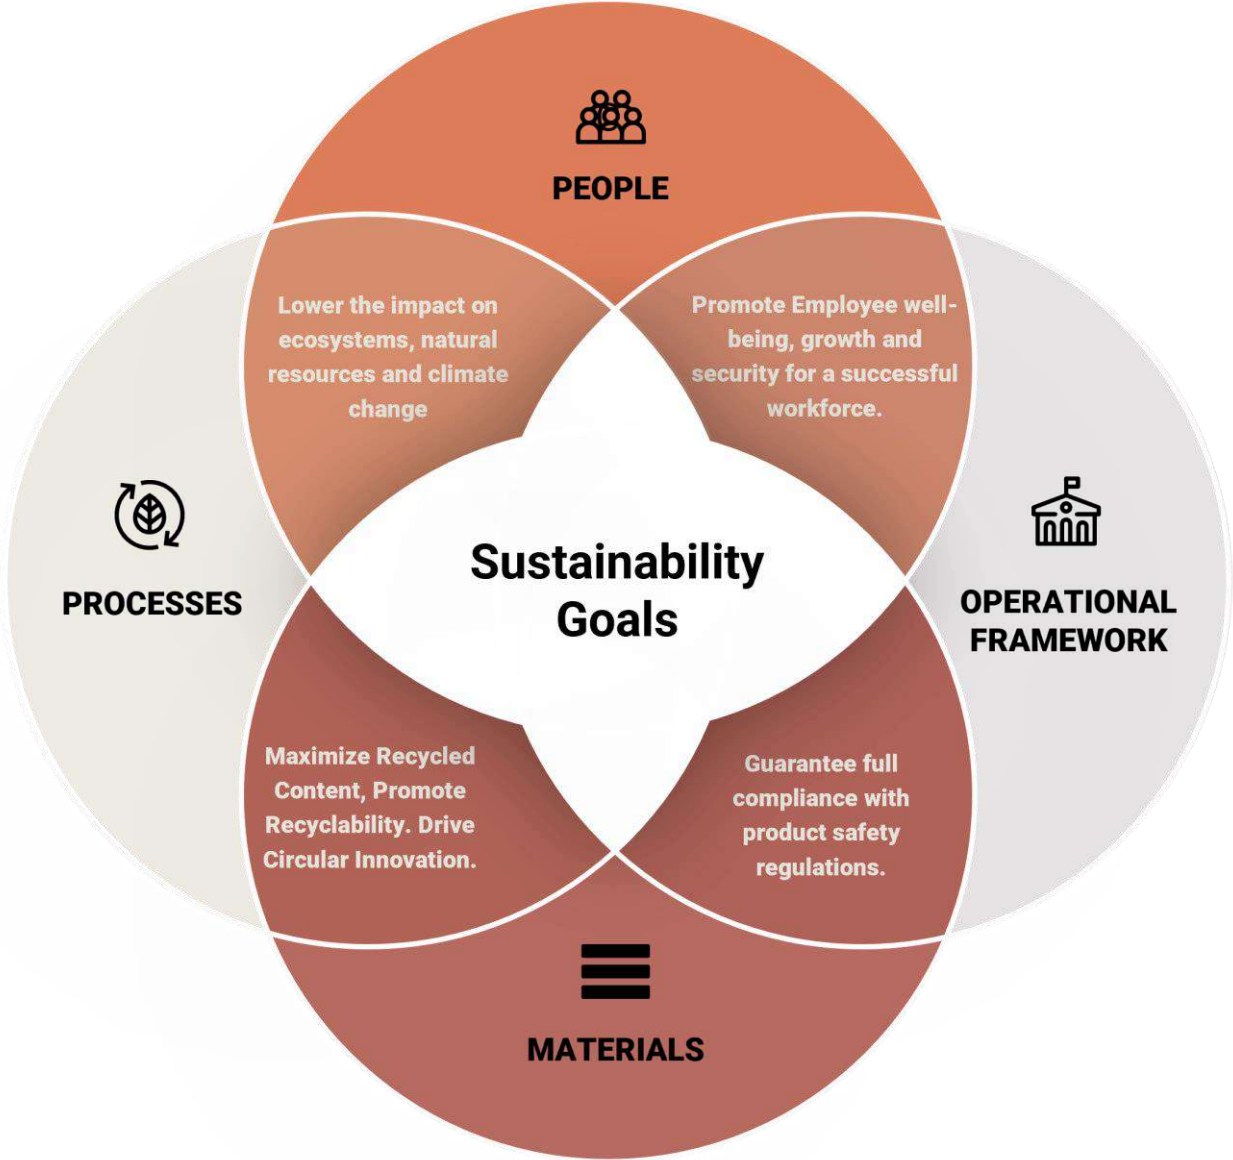 PEOPLE
Lower the impact on
ecosystems, natural
resources and climate
change
Promote Employee well-
being, growth and
security for a successful
workforce.
PROCESSES
Sustainability
Goals
OPERATIONAL
FRAMEWORK
Maximize Recycled
Content, Promote
Recyclability. Drive
Circular Innovation.
Guarantee full
compliance with
product safety
regulations.
MATERIALS